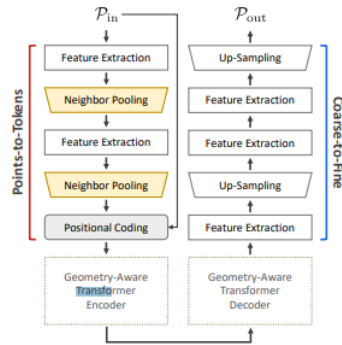 P_in
P_out
Points-to-Tokens
Feature Extraction
Neighbor Pooling
Feature Extraction
Neighbor Pooling
Positional Coding
Geometry-Aware
Transformer
Encoder
Up-Sampling
Feature Extraction
Feature Extraction
Up-Sampling
Feature Extraction
Geometry-Aware
Transformer
Decoder
Coarse-to-Fine